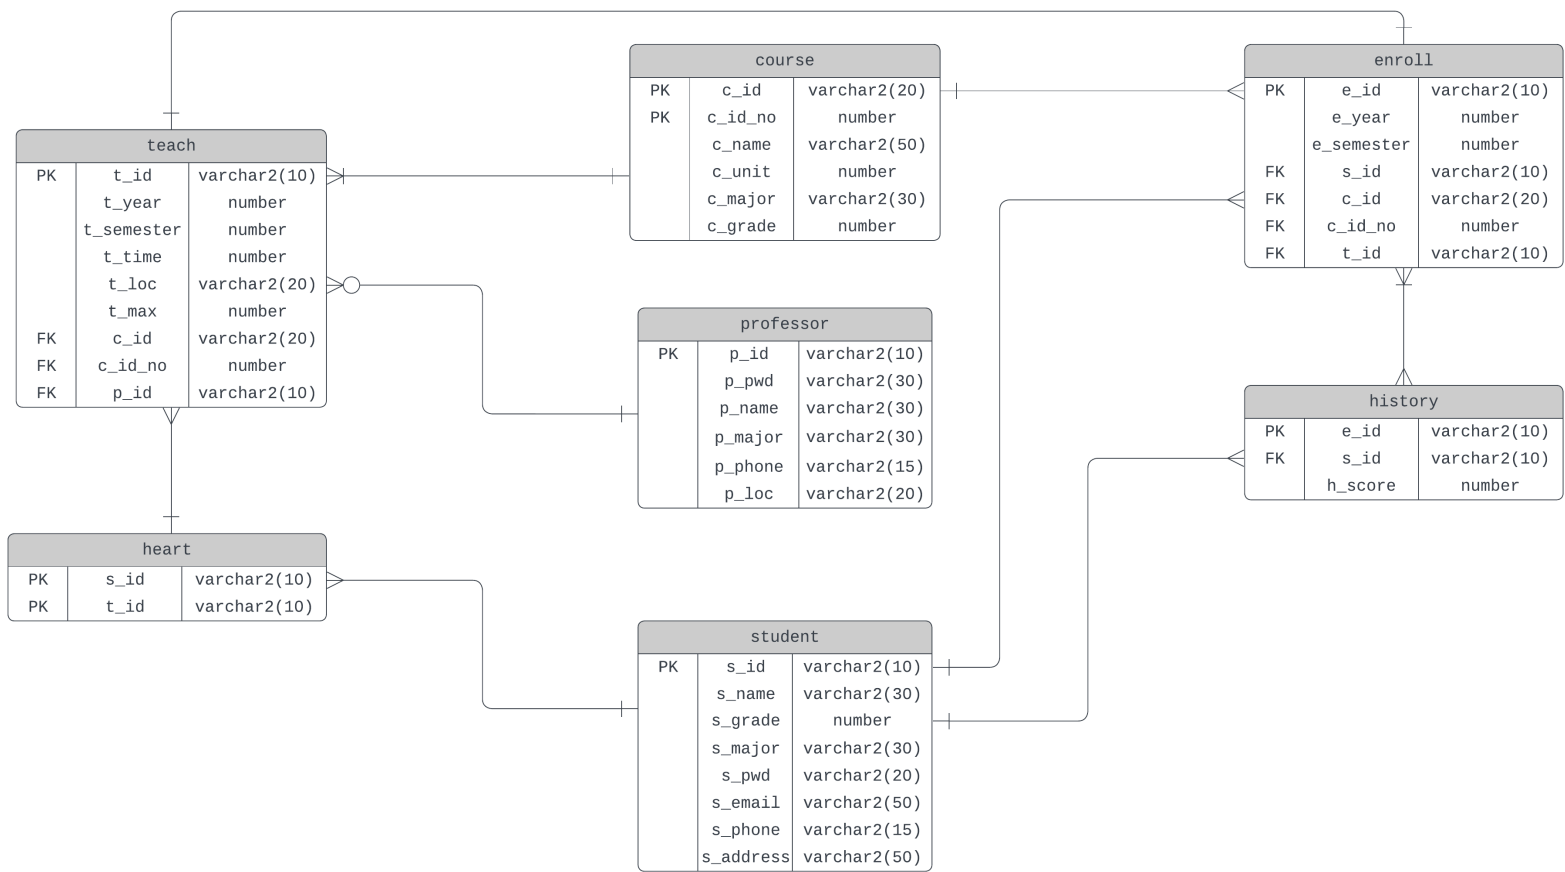 course
PK c_id varchar2(20)
PK c_id_no number
c_name varchar2(50)
c_unit number
c_major varchar2(30)
c_grade number
enroll
PK e_id varchar2(10)
e_year number
e_semester number
FK s_id varchar2(10)
FK c_id varchar2(20)
FK c_id_no number
FK t_id varchar2(10)
teach
PK t_id varchar2(10)
t_year number
t_semester number
t_time number
t_loc varchar2(20)
t_max number
FK c_id varchar2(20)
FK c_id_no number
FK p_id varchar2(10)
professor
PK p_id varchar2(10)
p_pwd varchar2(30)
p_name varchar2(30)
p_major varchar2(30)
p_phone varchar2(15)
p_loc varchar2(20)
history
PK e_id varchar2(10)
FK s_id varchar2(10)
h_score number
heart
PK s_id varchar2(10)
PK t_id varchar2(10)
student
PK s_id varchar2(10)
s_name varchar2(30)
s_grade number
s_major varchar2(30)
s_pwd varchar2(20)
s_email varchar2(50)
s_phone varchar2(15)
s_address varchar2(50)